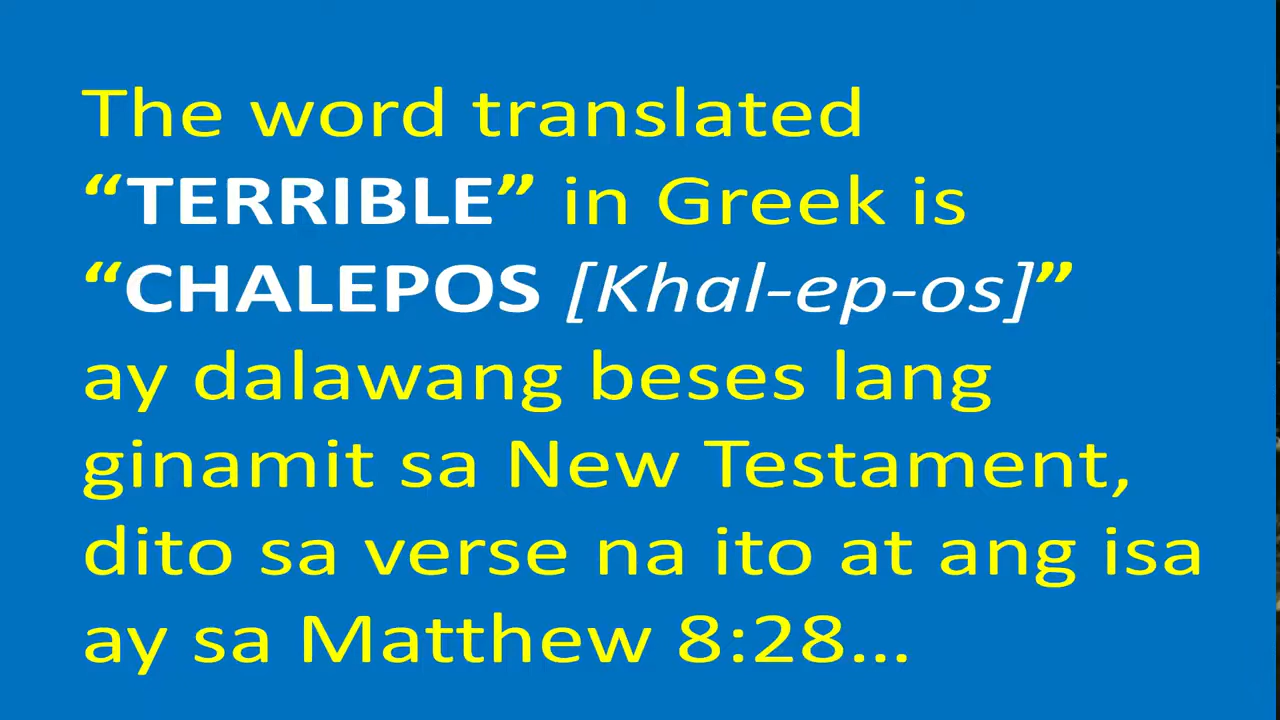 The word translated
“TERRIBLE” in Greek is
“CHALEPOS [Khal-ep-os]”
ay dalawang beses lang
ginamit sa New Testament,
dito sa verse na ito at ang isa
ay sa Matthew 8:28...